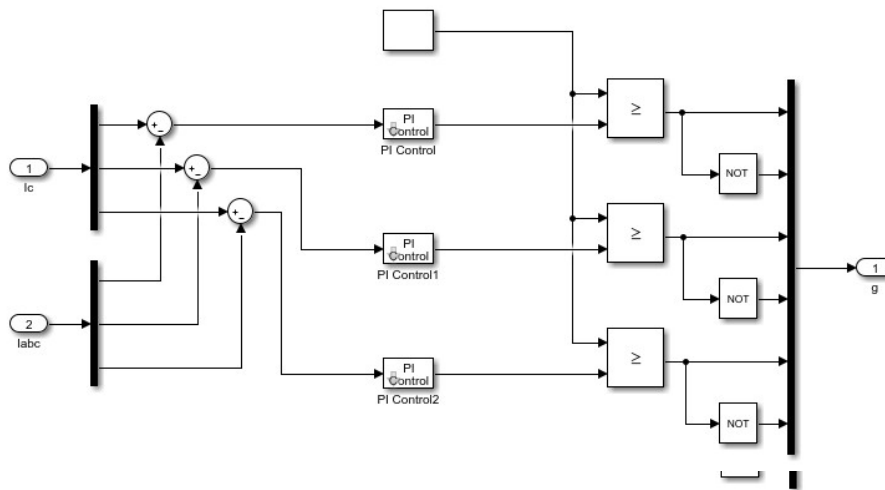 PI
Control
PI Control
≥
1
Ic
+
-
+
-
+
-
NOT
PI
Control
PI Control1
≥
NOT
1
g
2
Iabc
PI
Control
PI Control2
≥
NOT